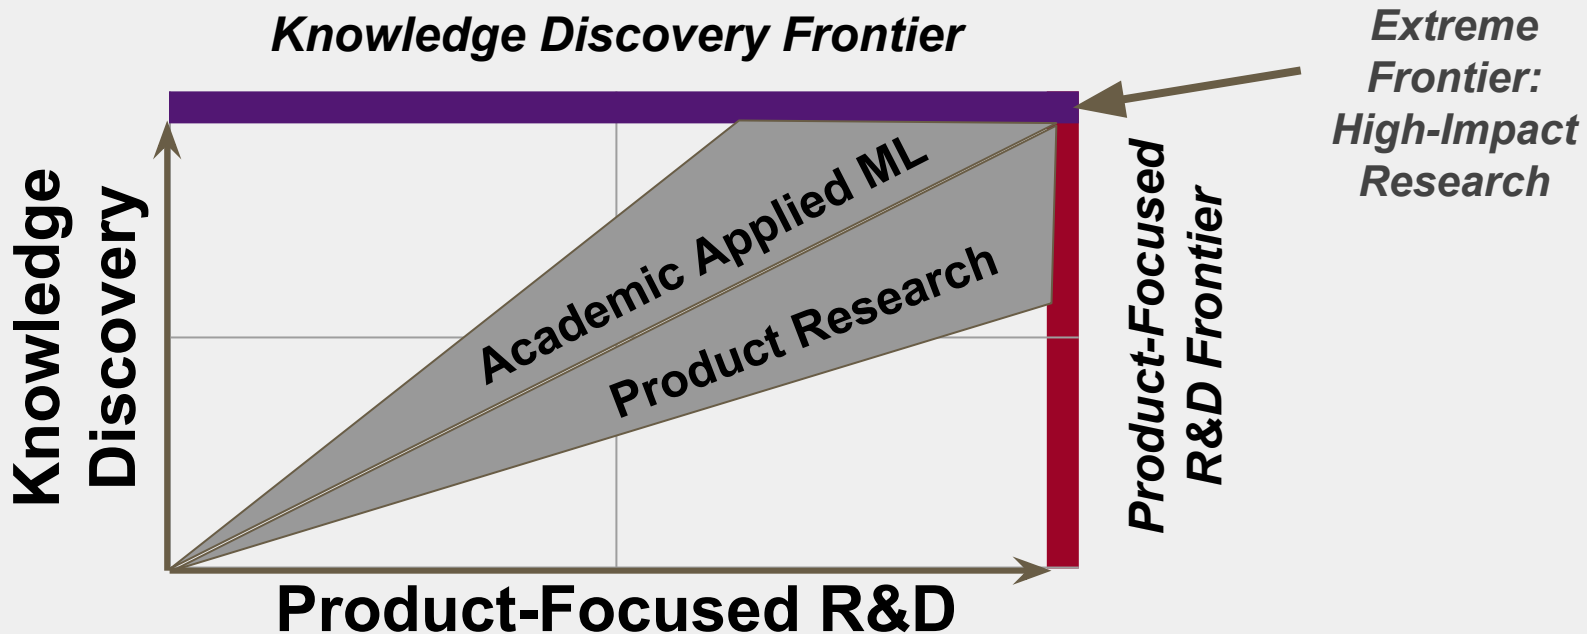 Knowledge Discovery Frontier
Extreme
Frontier:
High-Impact
Research
Knowledge
Discovery
Academic Applied ML
Product Research
Product-Focused
R&D Frontier
Product-Focused R&D